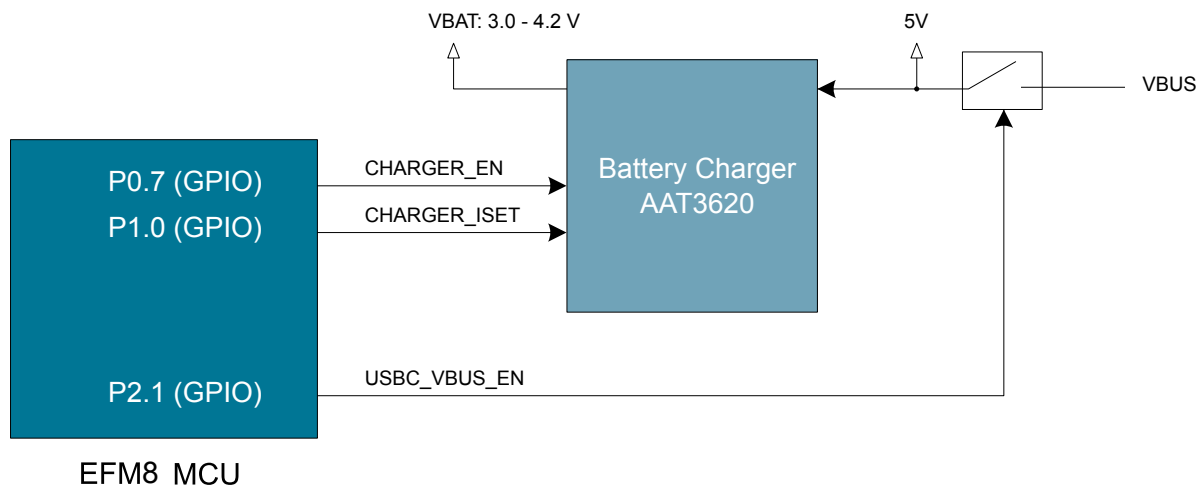 VBAT: 3.0 - 4.2 V
5V
VBUS
Battery Charger
AAT3620
P0.7 (GPIO)
CHARGER_EN
P1.0 (GPIO)
CHARGER_ISET
P2.1 (GPIO)
USBC_VBUS_EN
EFM8 MCU